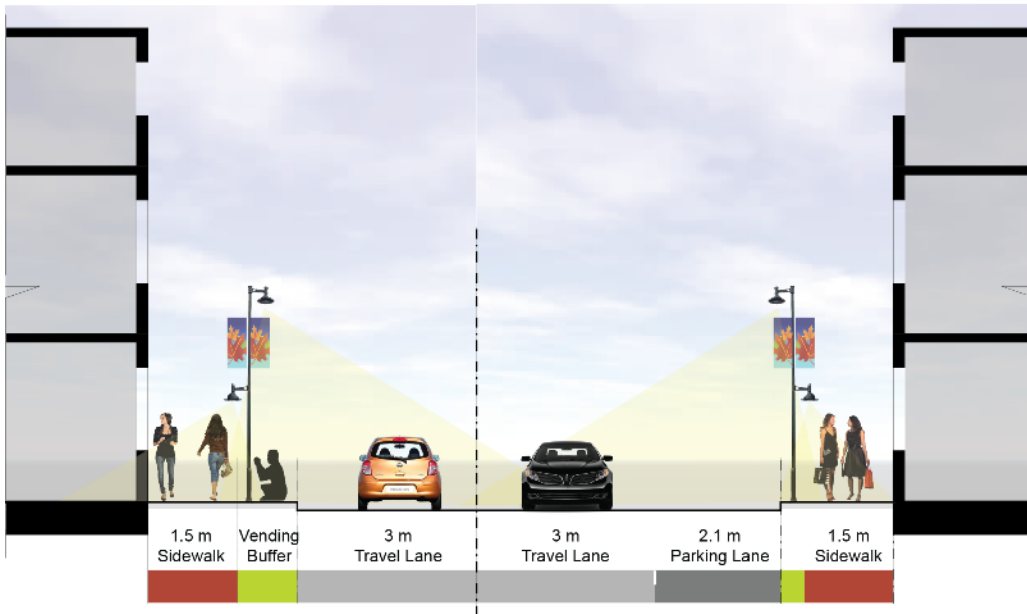 1.5 m
Sidewalk
Vending
Buffer
3 m
Travel Lane
3 m
Travel Lane
2.1 m
Parking Lane
1.5 m
Sidewalk